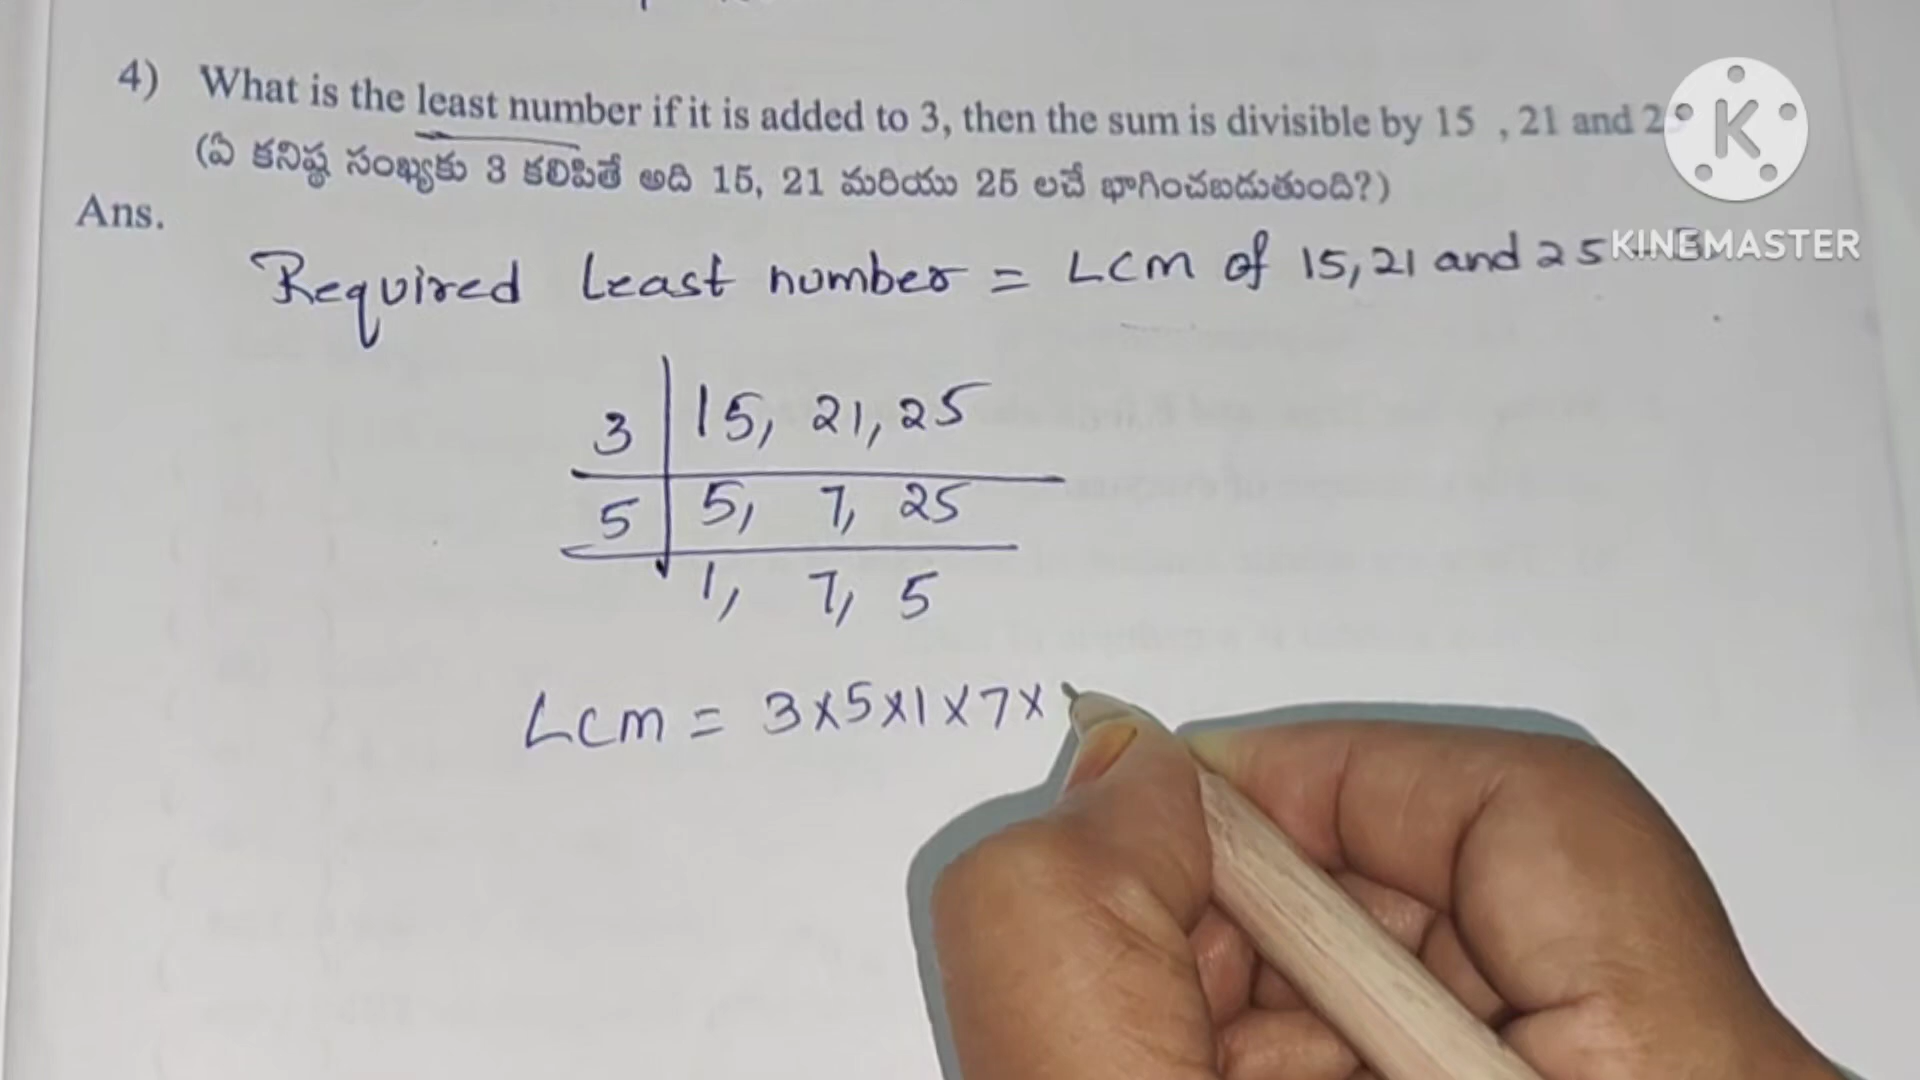 4) What is the least number if it is added to 3, then the sum is divisible by 15 , 21 and
(ఏ కనిష్ఠ సంఖ్యకు 3 కలిపితే అది 15, 21 మరియు 25 లచే భాగించబడుతుంది?)
Ans.
Required Least number = LCM of 15, 21 and 25 -
3 | 15, 21, 25
5 | 5, 7, 25
1, 7, 5
LCM = 3×5×1×7×
K
KINEMASTER